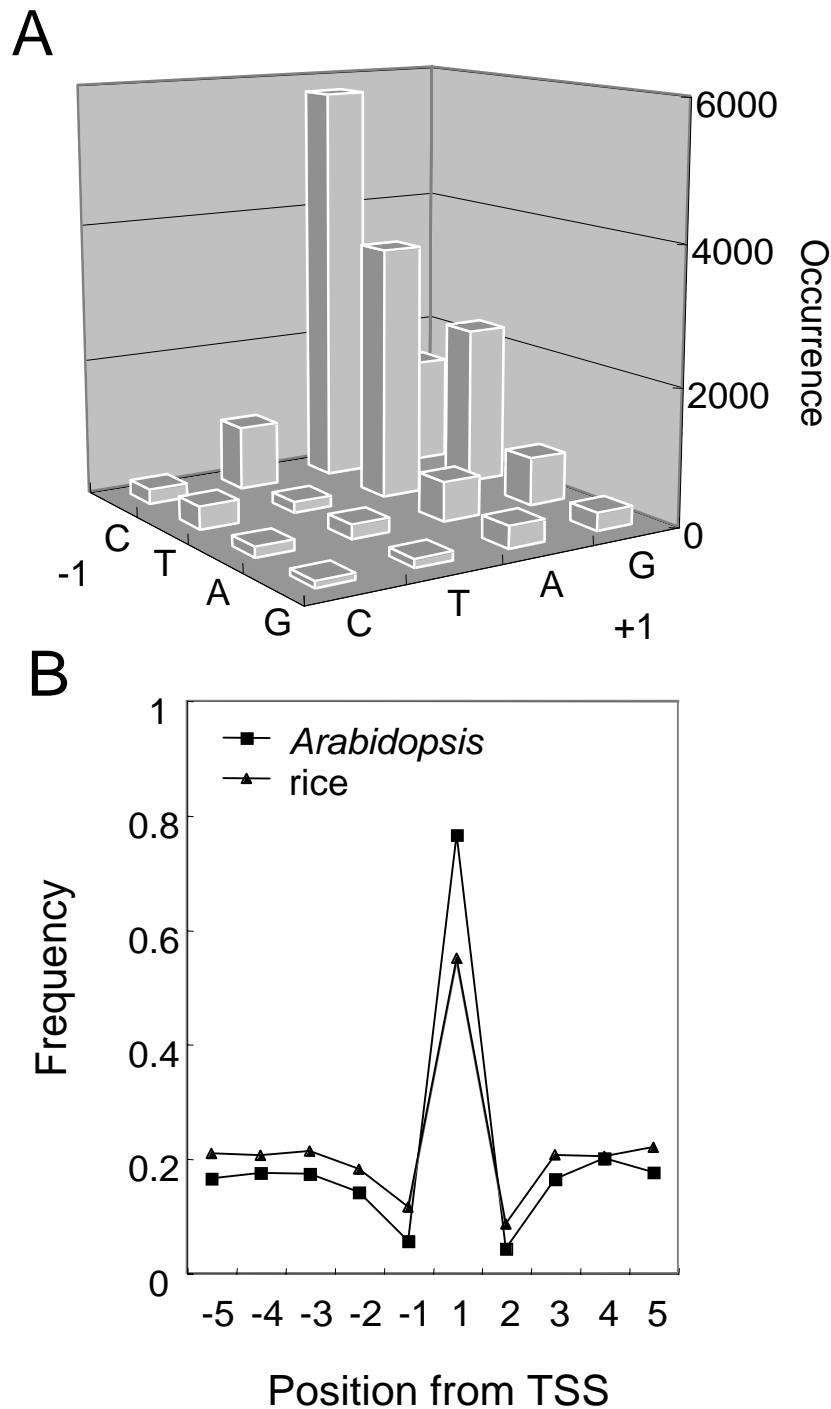 A
6000
4000
2000
0
Occurrence
C
T
A
G
-1
C
T
A
G
+1
B
1
0.8
0.6
0.4
0.2
0
Frequency
Arabidopsis
rice
-5 -4 -3 -2 -1 1 2 3 4 5
Position from TSS